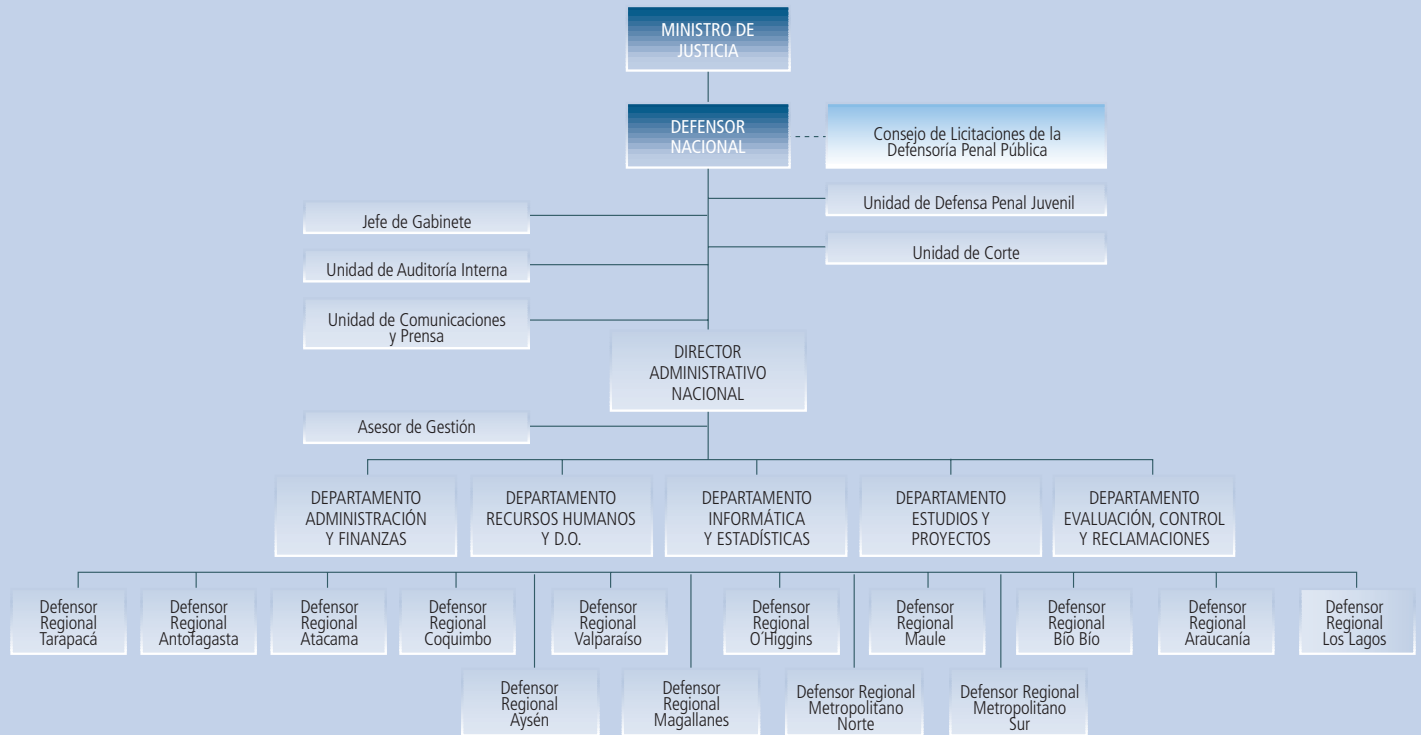 MINISTRO DE
JUSTICIA
DEFENSOR
NACIONAL
Consejo de Licitaciones de la
Defensoría Penal Pública
Unidad de Defensa Penal Juvenil
Jefe de Gabinete
Unidad de Corte
Unidad de Auditoría Interna
Unidad de Comunicaciones
y Prensa
DIRECTOR
ADMINISTRATIVO
NACIONAL
Asesor de Gestión
DEPARTAMENTO
ADMINISTRACIÓN
Y FINANZAS
DEPARTAMENTO
RECURSOS HUMANOS
Y D.O.
DEPARTAMENTO
INFORMÁTICA
Y ESTADÍSTICAS
DEPARTAMENTO
ESTUDIOS Y
PROYECTOS
DEPARTAMENTO
EVALUACIÓN, CONTROL
Y RECLAMACIONES
Defensor
Regional
Tarapacá
Defensor
Regional
Antofagasta
Defensor
Regional
Atacama
Defensor
Regional
Coquimbo
Defensor
Regional
Valparaíso
Defensor
Regional
O´Higgins
Defensor
Regional
Maule
Defensor
Regional
Bío Bío
Defensor
Regional
Araucanía
Defensor
Regional
Los Lagos
Defensor
Regional
Aysén
Defensor
Regional
Magallanes
Defensor Regional
Metropolitano
Norte
Defensor Regional
Metropolitano
Sur